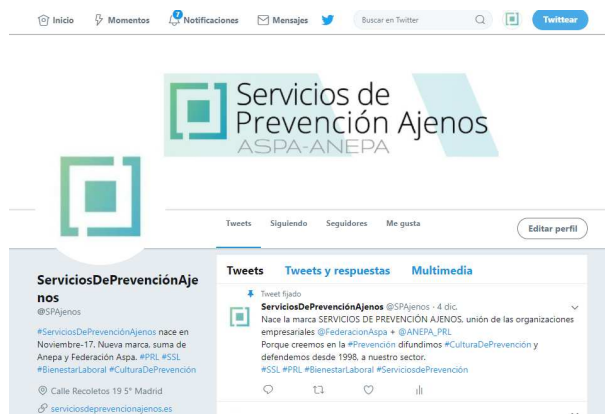 Inicio Momentos 7 Notificaciones Mensajes Buscar en Twitter Twittear
Servicios de
Prevención Ajenos
ASPA-ANEPA
Tweets Siguiendo Seguidores Me gusta Editar perfil
ServiciosDePrevenciónAje
nos
@SPAjenos
#ServiciosDePrevenciónAjenos nace en
Noviembre-17. Nueva marca, suma de
Anepa y Federación Aspa. #PRL #SSL
#BienestarLaboral #CulturaDePrevención
Calle Recoletos 19 5º Madrid
serviciosdeprevencionajenos.es
Tweets Tweets y respuestas Multimedia
Tweet fijado
ServiciosDePrevenciónAjenos @SPAjenos · 4 dic.
Nace la marca SERVICIOS DE PREVENCIÓN AJENOS, unión de las organizaciones
empresariales @FederacionAspa + @ANEPA_PRL
Porque creemos en la #Prevención difundimos #CulturaDePrevención y
defendemos desde 1998, a nuestro sector.
#SSL #PRL #BienestarLaboral #ServiciosdePrevención